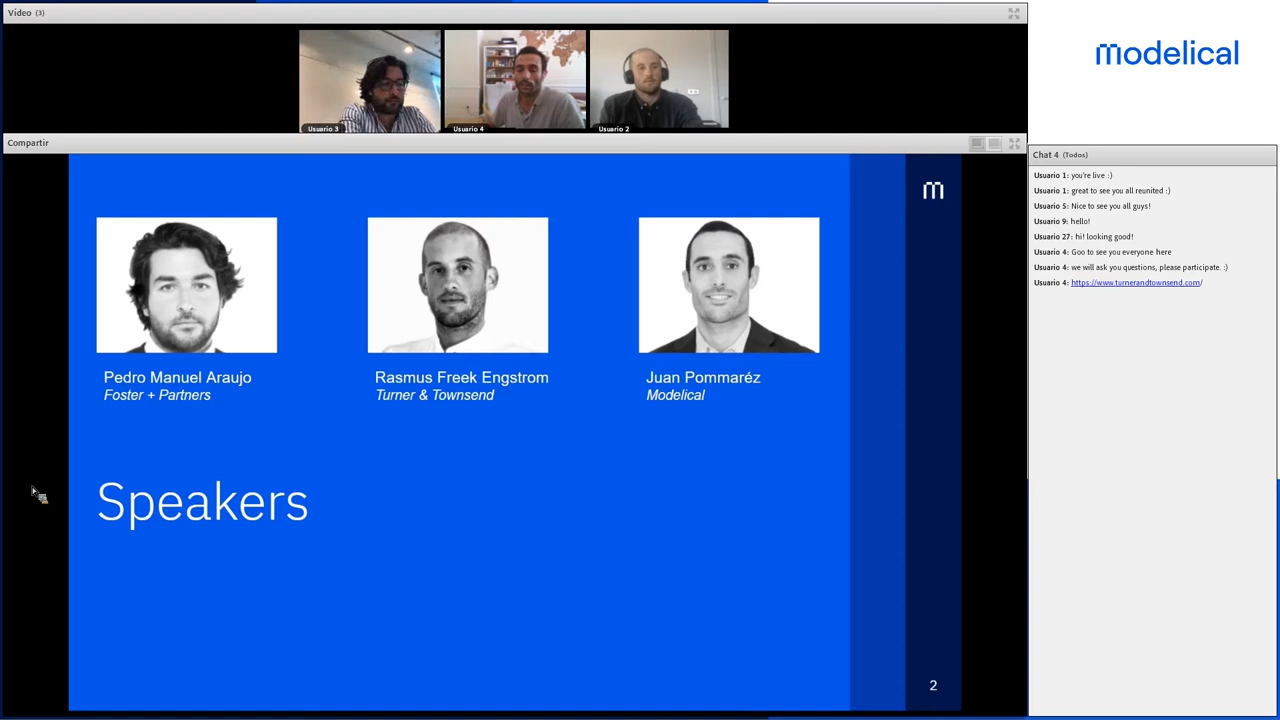 Vídeo (3)
Usuario 3
Usuario 4
Usuario 2
modelical
Compartir
m
Pedro Manuel Araujo
Foster + Partners
Rasmus Freek Engstrom
Turner & Townsend
Juan Pommaréz
Modelical
Speakers
2
Chat 4 (Todos)
Usuario 1: you're live :)
Usuario 1: great to see you all reunited :)
Usuario 5: Nice to see you all guys!
Usuario 9: hello!
Usuario 27: hi! looking good!
Usuario 4: Goo to see you everyone here
Usuario 4: we will ask you questions, please participate. :)
Usuario 4: https://www.turnerandtownsend.com/